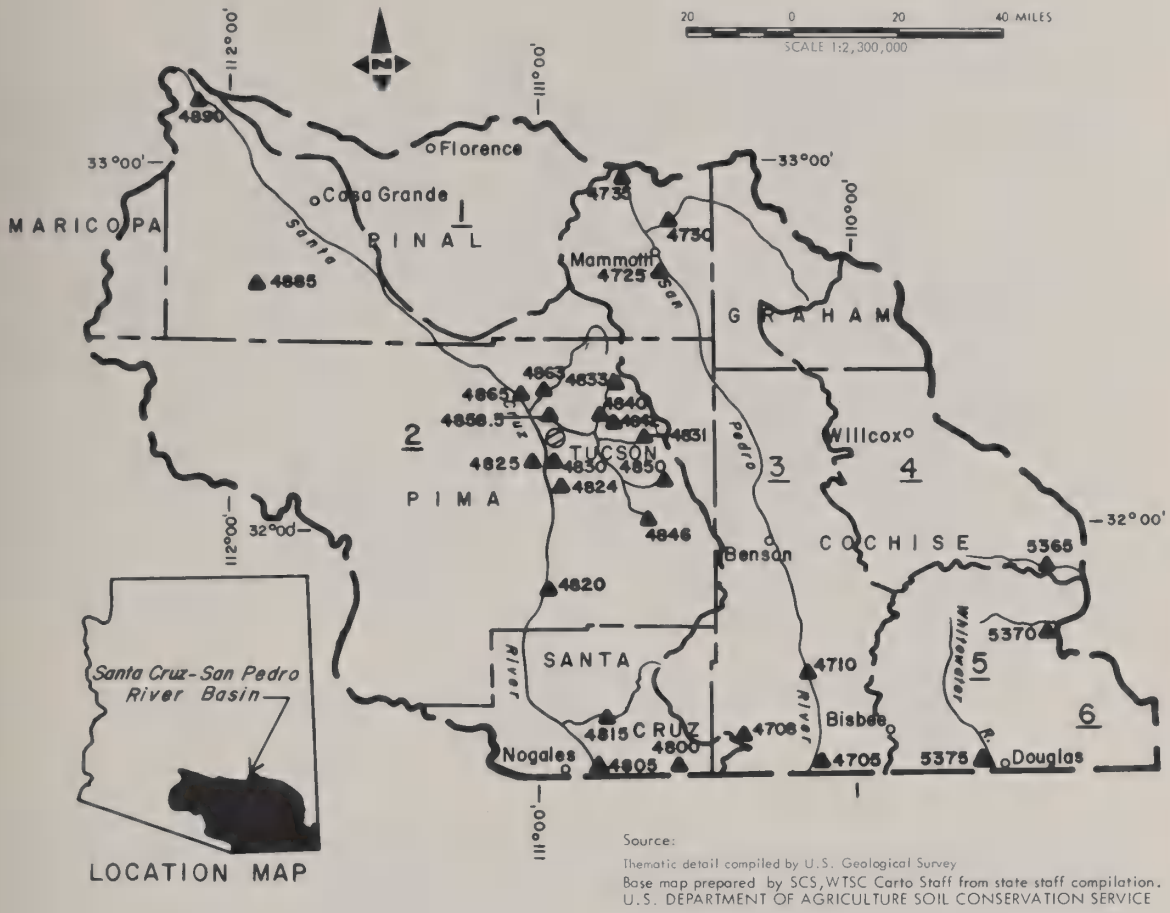 20 0 20 40 MILES
SCALE 1:2,300,000
112°00'
N
111°00'
4890
33°00'
Florence
4735
33°00'
Casa Grande
110°00'
MARICOPA
1
PINAL
4730
Santa
Mammoth
4725
San
4885
GRAHAM
4863
4833
4865
4840
Cruz
4858.5
4831
2
TUCSON
Pedro
Willcox
4825
4830
4850
3
4
4824
PIMA
112°00'
32°00'
4846
32°00'
Benson
COCHISE
5365
4820
Whitewater
5370
SANTA
River
4710
5
Santa Cruz-San Pedro
River Basin
4815
CRUZ
4708
River
Bisbee
6
R.
4800
Nogales
4805
4705
5375
Douglas
111°00'
LOCATION MAP
Source:
Thematic detail compiled by U.S. Geological Survey
Base map prepared by SCS,WTSC Carto Staff from state staff compilation.
U.S. DEPARTMENT OF AGRICULTURE SOIL CONSERVATION SERVICE